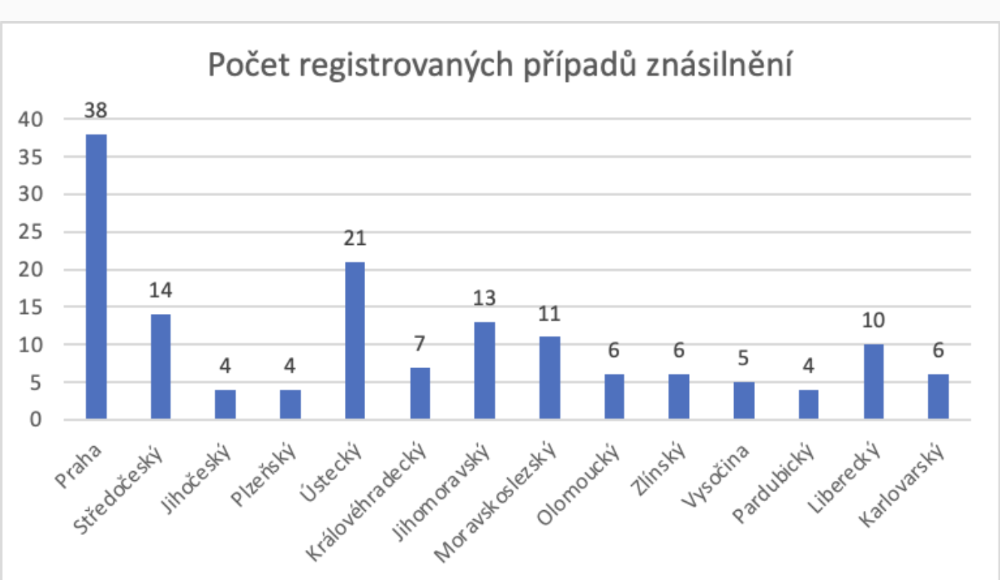 Počet registrovaných případů znásilnění
40
35
30
25
20
15
10
5
0
38
14
4
4
21
7
13
11
6
6
5
4
10
6
Praha
Středočeský
Jihočeský
Plzeňský
Ústecký
Královéhradecký
Jihomoravský
Moravskoslezský
Olomoucký
Zlínský
Vysočina
Pardubický
Liberecký
Karlovarský